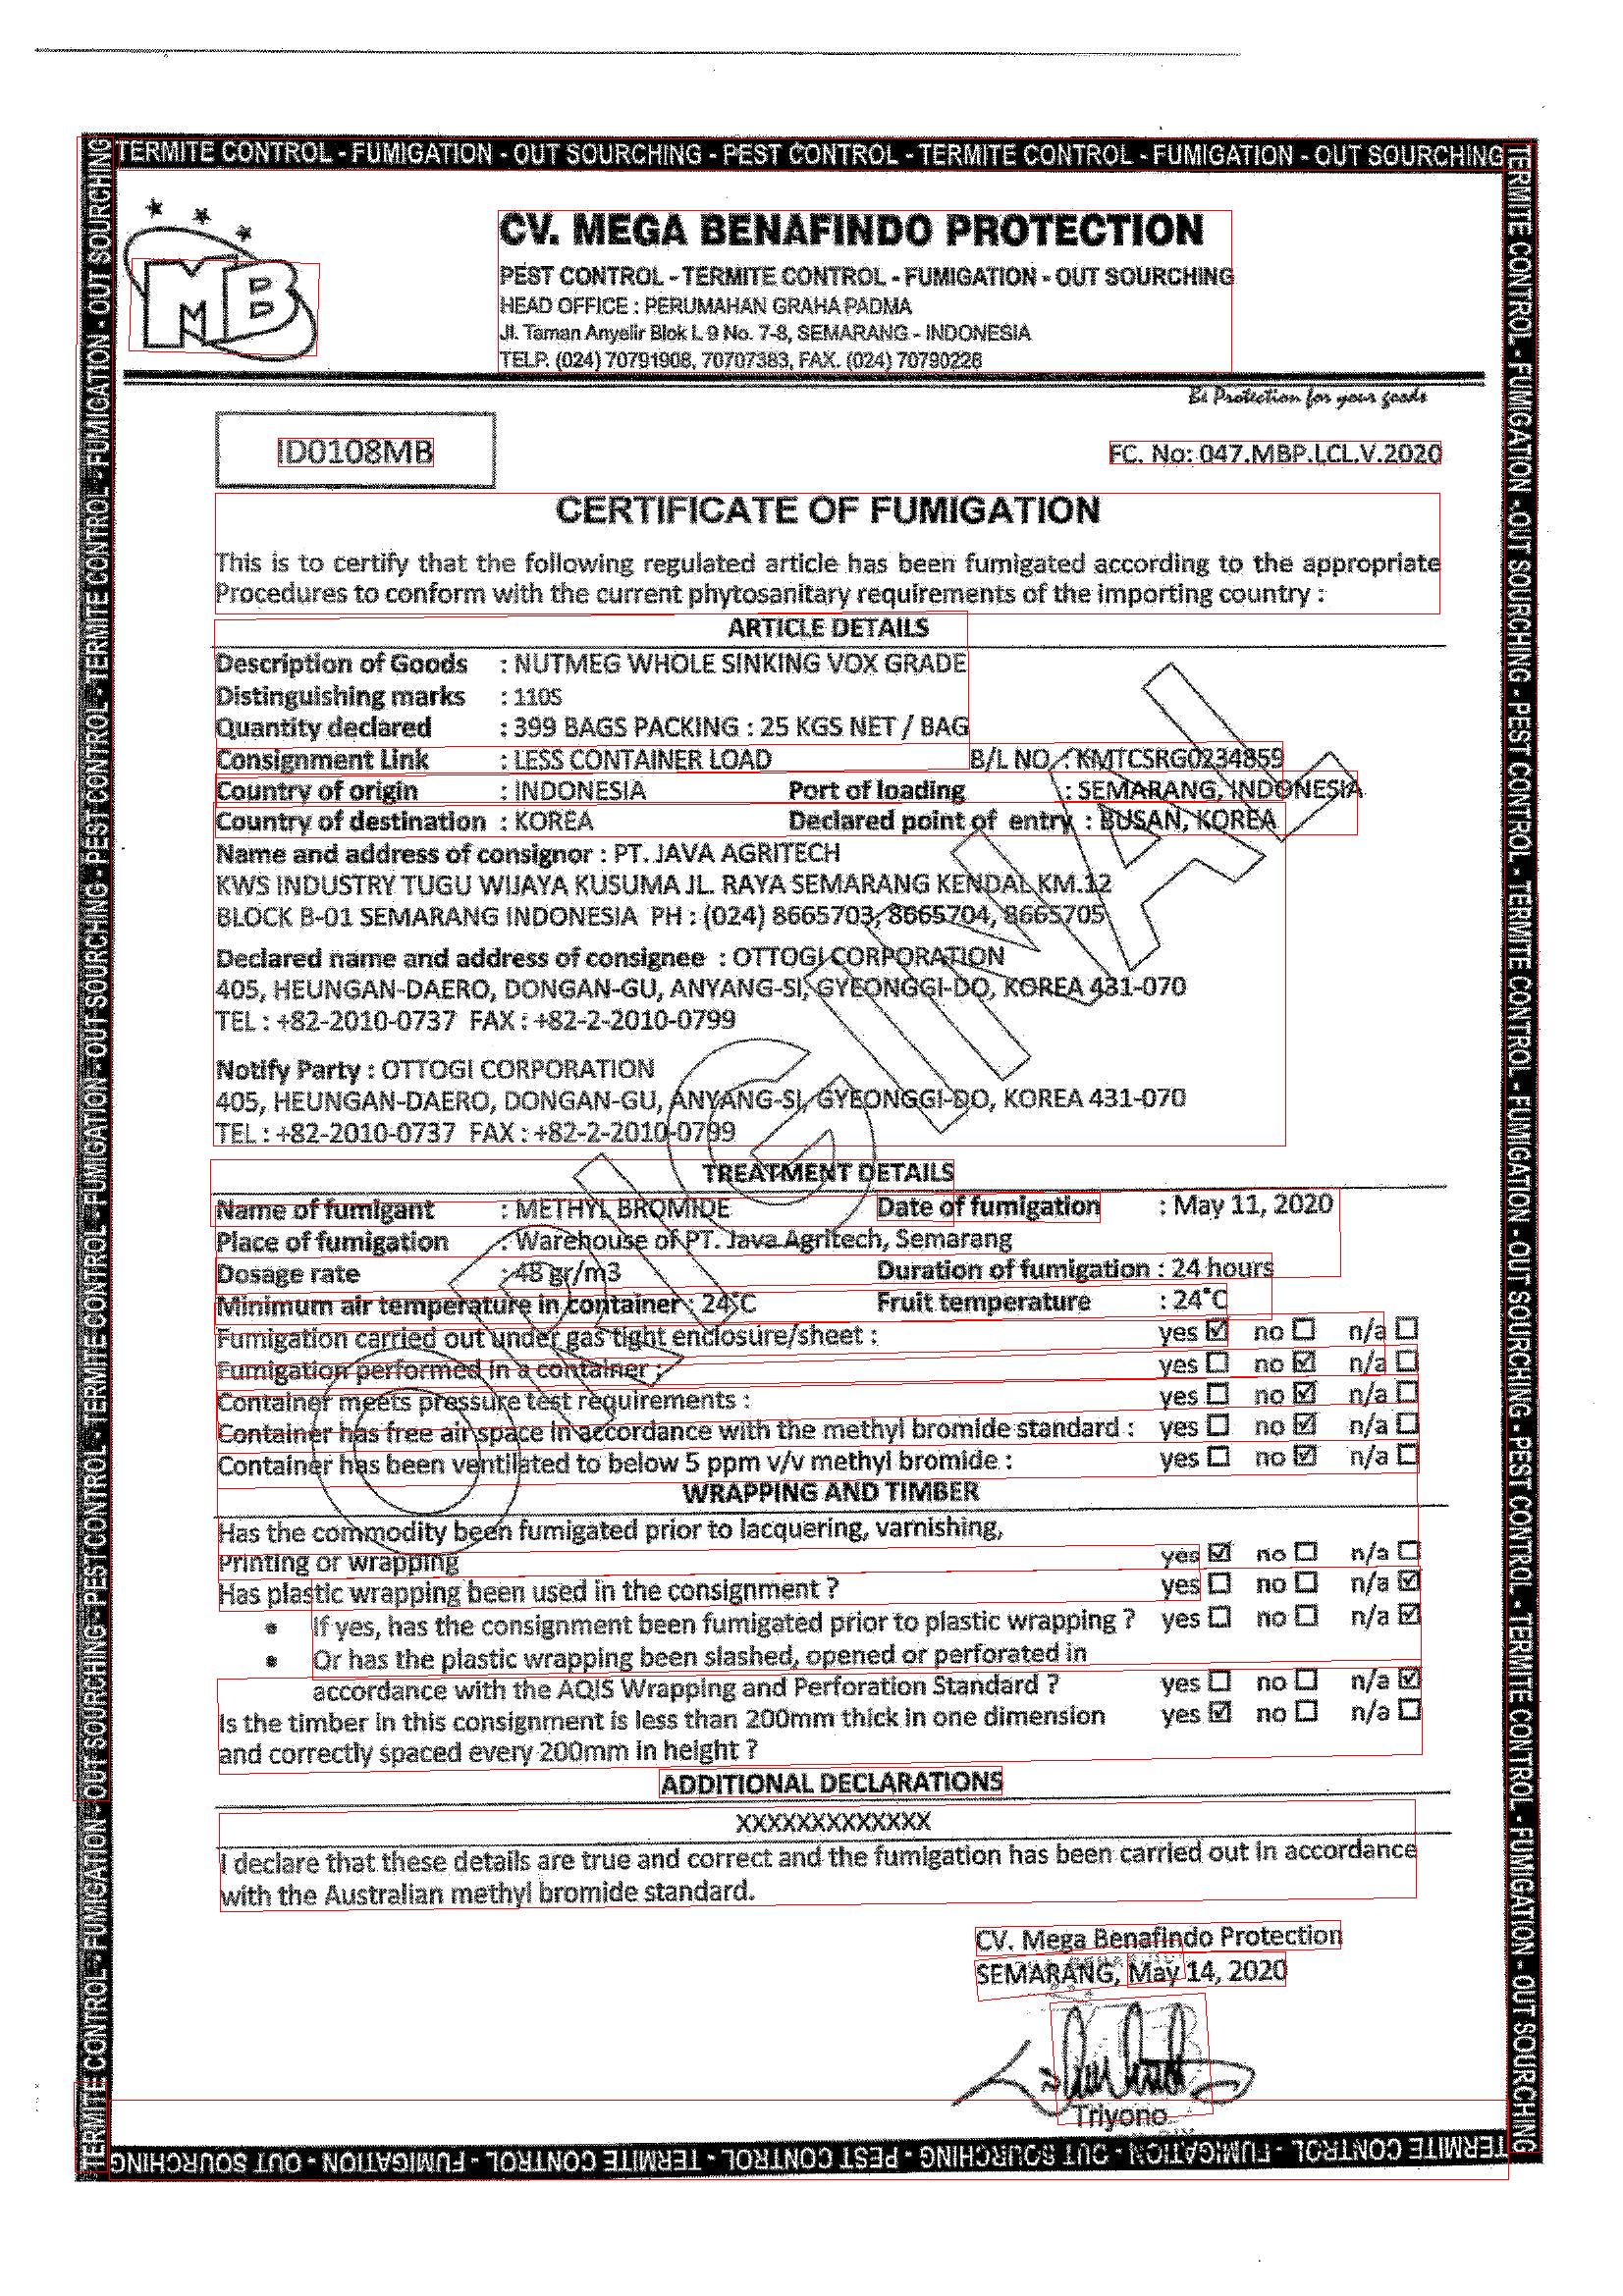 TERMITE CONTROL - FUMIGATION - OUT SOURCHING - PEST CONTROL - TERMITE CONTROL - FUMIGATION - OUT SOURCHING
MB
CV. MEGA BENAFINDO PROTECTION
PEST CONTROL - TERMITE CONTROL - FUMIGATION - OUT SOURCHING
HEAD OFFICE : PERUMAHAN GRAHA PADMA
Jl. Taman Anyelir Blok L 9 No. 7-8, SEMARANG - INDONESIA
TELP. (024) 70791908, 70707383, FAX. (024) 70790228
Be Protection for your goods
ID0108MB
FC. No: 047.MBP.LCL.V.2020
CERTIFICATE OF FUMIGATION
This is to certify that the following regulated article has been fumigated according to the appropriate
Procedures to conform with the current phytosanitary requirements of the importing country :
ARTICLE DETAILS
Description of Goods : NUTMEG WHOLE SINKING VOX GRADE
Distinguishing marks : 110S
Quantity declared : 399 BAGS PACKING : 25 KGS NET / BAG
Consignment Link : LESS CONTAINER LOAD B/L NO. : KMTCSRG0234859
Country of origin : INDONESIA Port of loading : SEMARANG, INDONESIA
Country of destination : KOREA Declared point of entry : BUSAN, KOREA
Name and address of consignor : PT. JAVA AGRITECH
KWS INDUSTRY TUGU WIJAYA KUSUMA JL. RAYA SEMARANG KENDAL KM.12
BLOCK B-01 SEMARANG INDONESIA PH : (024) 8665703, 8665704, 8665705
Declared name and address of consignee : OTTOGI CORPORATION
405, HEUNGAN-DAERO, DONGAN-GU, ANYANG-SI, GYEONGGI-DO, KOREA 431-070
TEL : +82-2010-0737 FAX : +82-2-2010-0799
Notify Party : OTTOGI CORPORATION
405, HEUNGAN-DAERO, DONGAN-GU, ANYANG-SI, GYEONGGI-DO, KOREA 431-070
TEL : +82-2010-0737 FAX : +82-2-2010-0799
ORIGINAL
TREATMENT DETAILS
Name of fumigant : METHYL BROMIDE Date of fumigation : May 11, 2020
Place of fumigation : Warehouse of PT. Java Agritech, Semarang
Dosage rate : 48 gr/m3 Duration of fumigation : 24 hours
Minimum air temperature in container : 24°C Fruit temperature : 24°C
Fumigation carried out under gas tight enclosure/sheet : yes ☑ no ☐ n/a ☐
Fumigation performed in a container : yes ☐ no ☑ n/a ☐
Container meets pressure test requirements : yes ☐ no ☑ n/a ☐
Container has free air space in accordance with the methyl bromide standard : yes ☐ no ☑ n/a ☐
Container has been ventilated to below 5 ppm v/v methyl bromide : yes ☐ no ☑ n/a ☐
WRAPPING AND TIMBER
Has the commodity been fumigated prior to lacquering, varnishing,
Printing or wrapping yes ☑ no ☐ n/a ☐
Has plastic wrapping been used in the consignment ? yes ☐ no ☐ n/a ☑
• If yes, has the consignment been fumigated prior to plastic wrapping ? yes ☐ no ☐ n/a ☑
• Or has the plastic wrapping been slashed, opened or perforated in
accordance with the AQIS Wrapping and Perforation Standard ? yes ☐ no ☐ n/a ☑
Is the timber in this consignment is less than 200mm thick in one dimension yes ☑ no ☐ n/a ☐
and correctly spaced every 200mm in height ?
ADDITIONAL DECLARATIONS
XXXXXXXXXXXXX
I declare that these details are true and correct and the fumigation has been carried out in accordance
with the Australian methyl bromide standard.
CV. Mega Benafindo Protection
SEMARANG, May 14, 2020
Triyono
TERMITE CONTROL - FUMIGATION - OUT SOURCHING - PEST CONTROL - TERMITE CONTROL - FUMIGATION - OUT SOURCHING
TERMITE CONTROL - FUMIGATION - OUT SOURCHING - PEST CONTROL - TERMITE CONTROL - FUMIGATION - OUT SOURCHING - PEST CONTROL - TERMITE CONTROL - FUMIGATION - OUT SOURCHING
TERMITE CONTROL - FUMIGATION - OUT SOURCHING - PEST CONTROL - TERMITE CONTROL - FUMIGATION - OUT SOURCHING - PEST CONTROL - TERMITE CONTROL - FUMIGATION - OUT SOURCHING